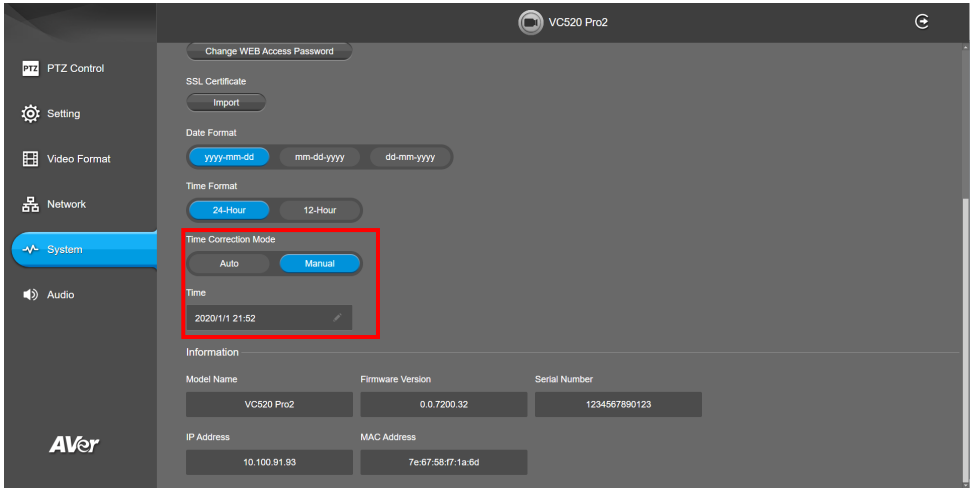 VC520 Pro2
PTZ PTZ Control
Setting
Video Format
Network
System
Audio
AVer
Change WEB Access Password
SSL Certificate
Import
Date Format
yyyy-mm-dd mm-dd-yyyy dd-mm-yyyy
Time Format
24-Hour 12-Hour
Time Correction Mode
Auto Manual
Time
2020/1/1 21:52
Information
Model Name Firmware Version Serial Number
VC520 Pro2 0.0.7200.32 1234567890123
IP Address MAC Address
10.100.91.93 7e:67:58:f7:1a:6d